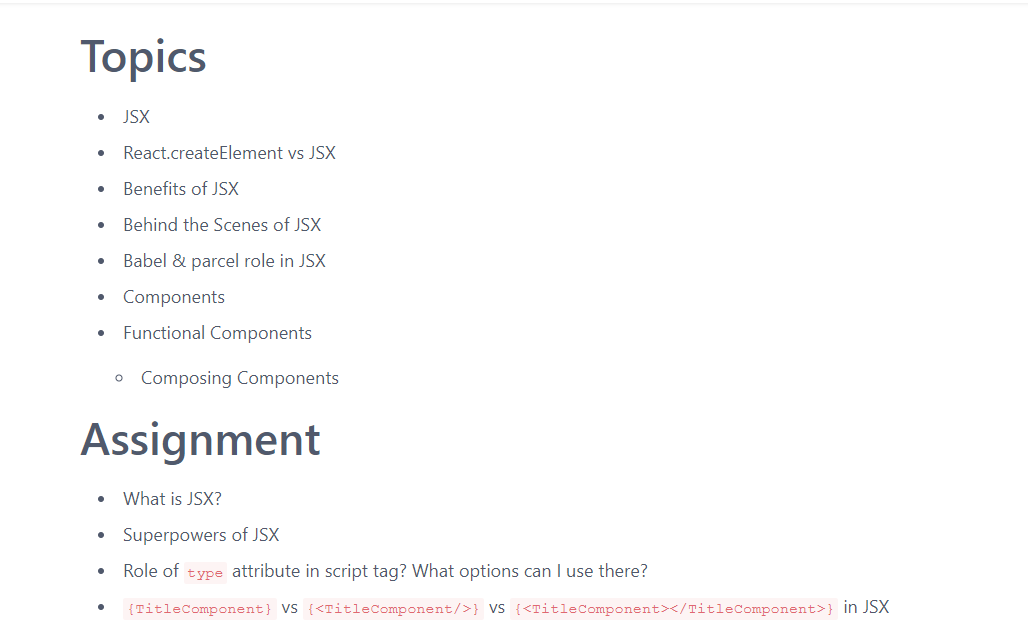 Topics
JSX
React.createElement vs JSX
Benefits of JSX
Behind the Scenes of JSX
Babel & parcel role in JSX
Components
Functional Components
Composing Components
Assignment
What is JSX?
Superpowers of JSX
Role of type attribute in script tag? What options can I use there?
{TitleComponent} vs {<TitleComponent/>} vs {<TitleComponent></TitleComponent>} in JSX